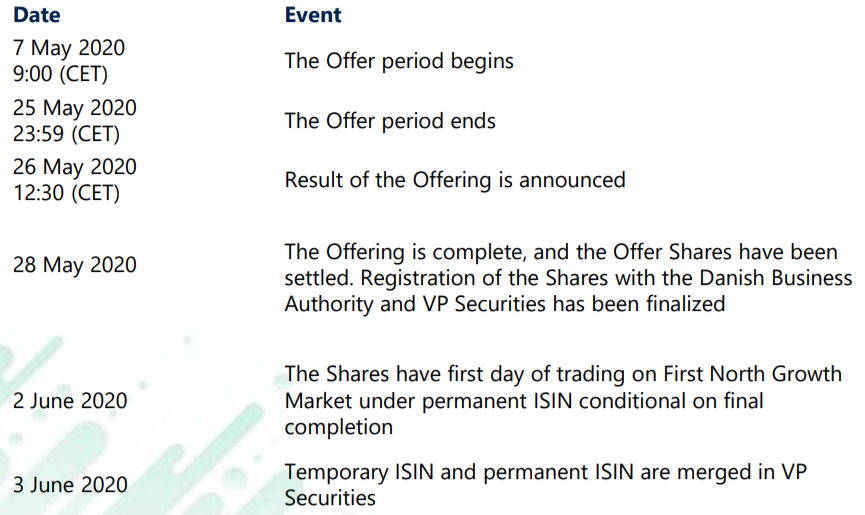 Date Event
7 May 2020
9:00 (CET)
The Offer period begins
25 May 2020
23:59 (CET)
The Offer period ends
26 May 2020
12:30 (CET)
Result of the Offering is announced
28 May 2020
The Offering is complete, and the Offer Shares have been
settled. Registration of the Shares with the Danish Business
Authority and VP Securities has been finalized
2 June 2020
The Shares have first day of trading on First North Growth
Market under permanent ISIN conditional on final
completion
3 June 2020
Temporary ISIN and permanent ISIN are merged in VP
Securities